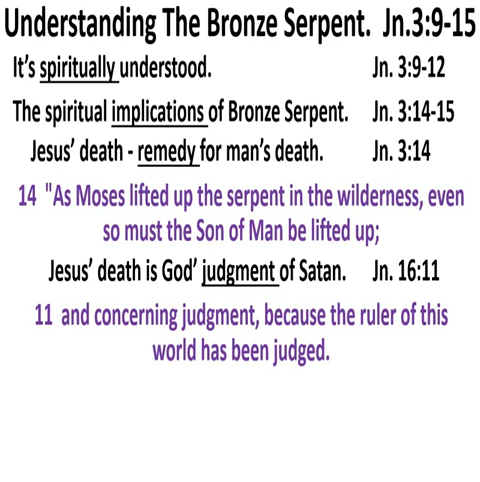 Understanding The Bronze Serpent. Jn.3:9-15
It's spiritually understood. Jn. 3:9-12
The spiritual implications of Bronze Serpent. Jn. 3:14-15
Jesus' death - remedy for man's death. Jn. 3:14
14 "As Moses lifted up the serpent in the wilderness, even
so must the Son of Man be lifted up;
Jesus' death is God' judgment of Satan. Jn. 16:11
11 and concerning judgment, because the ruler of this
world has been judged.